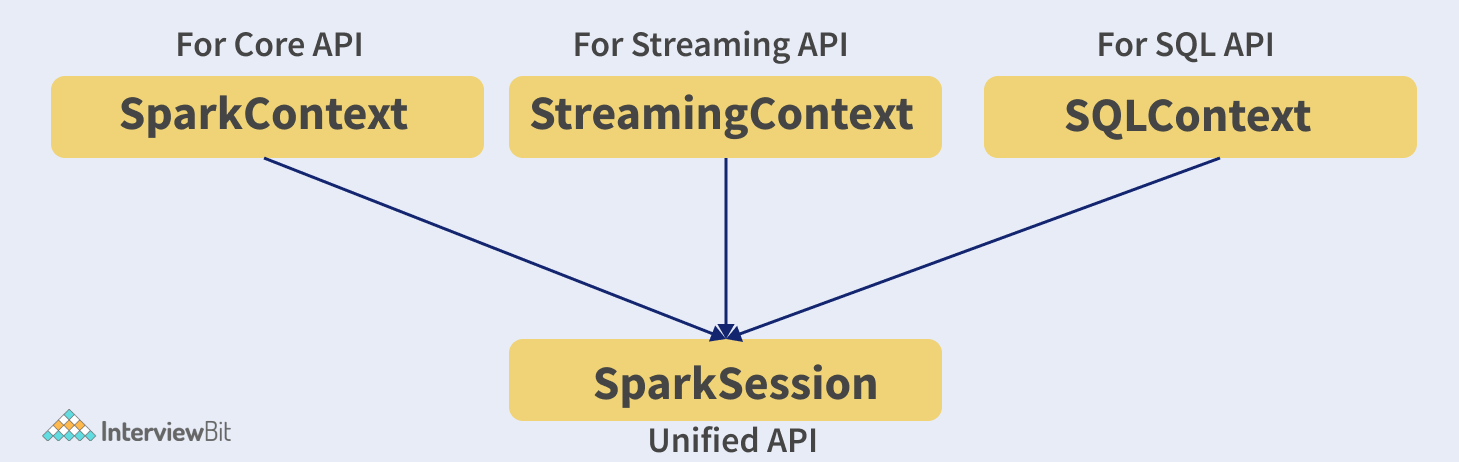 For Core API
SparkContext
For Streaming API
StreamingContext
For SQL API
SQLContext
SparkSession
Unified API
InterviewBit